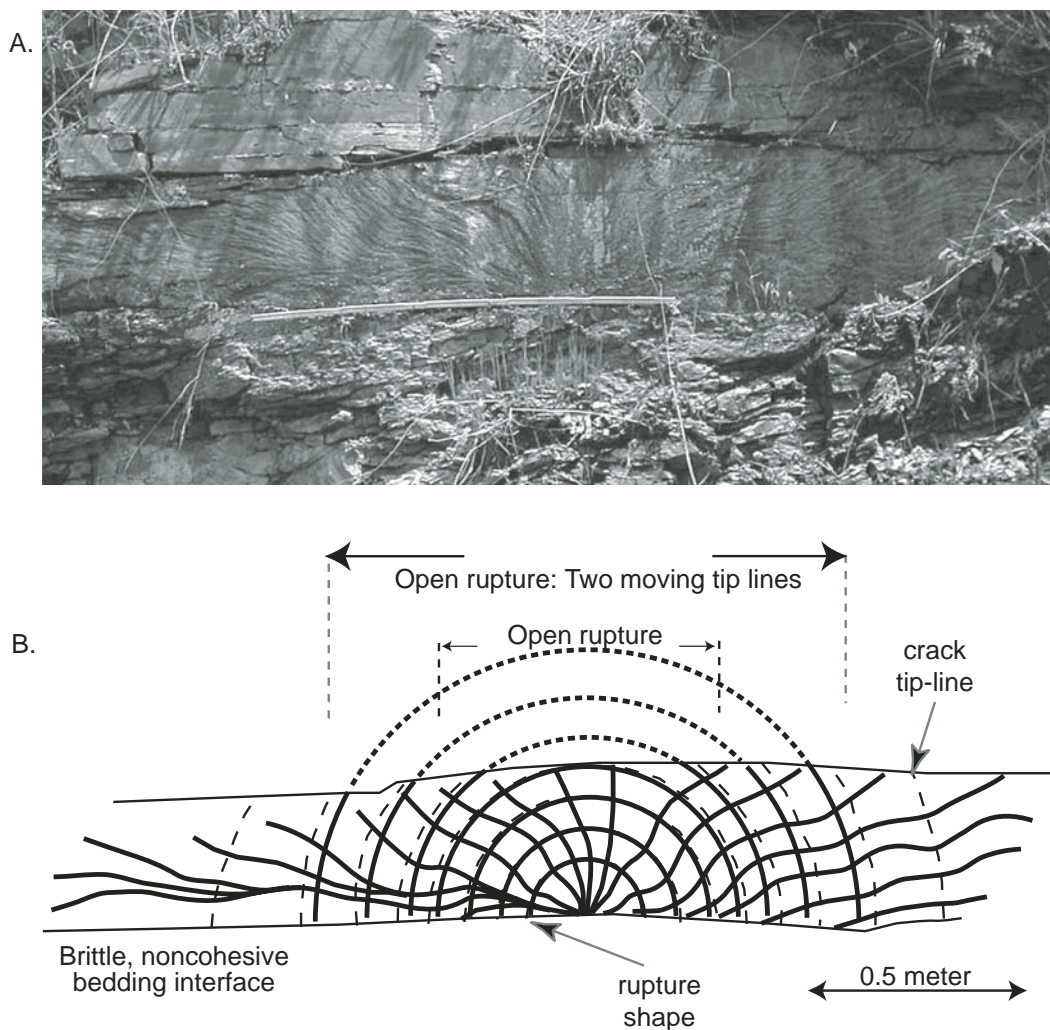 A.
Open rupture: Two moving tip lines
B.
Open rupture
crack
tip-line
Brittle, noncohesive
bedding interface
rupture
shape
0.5 meter